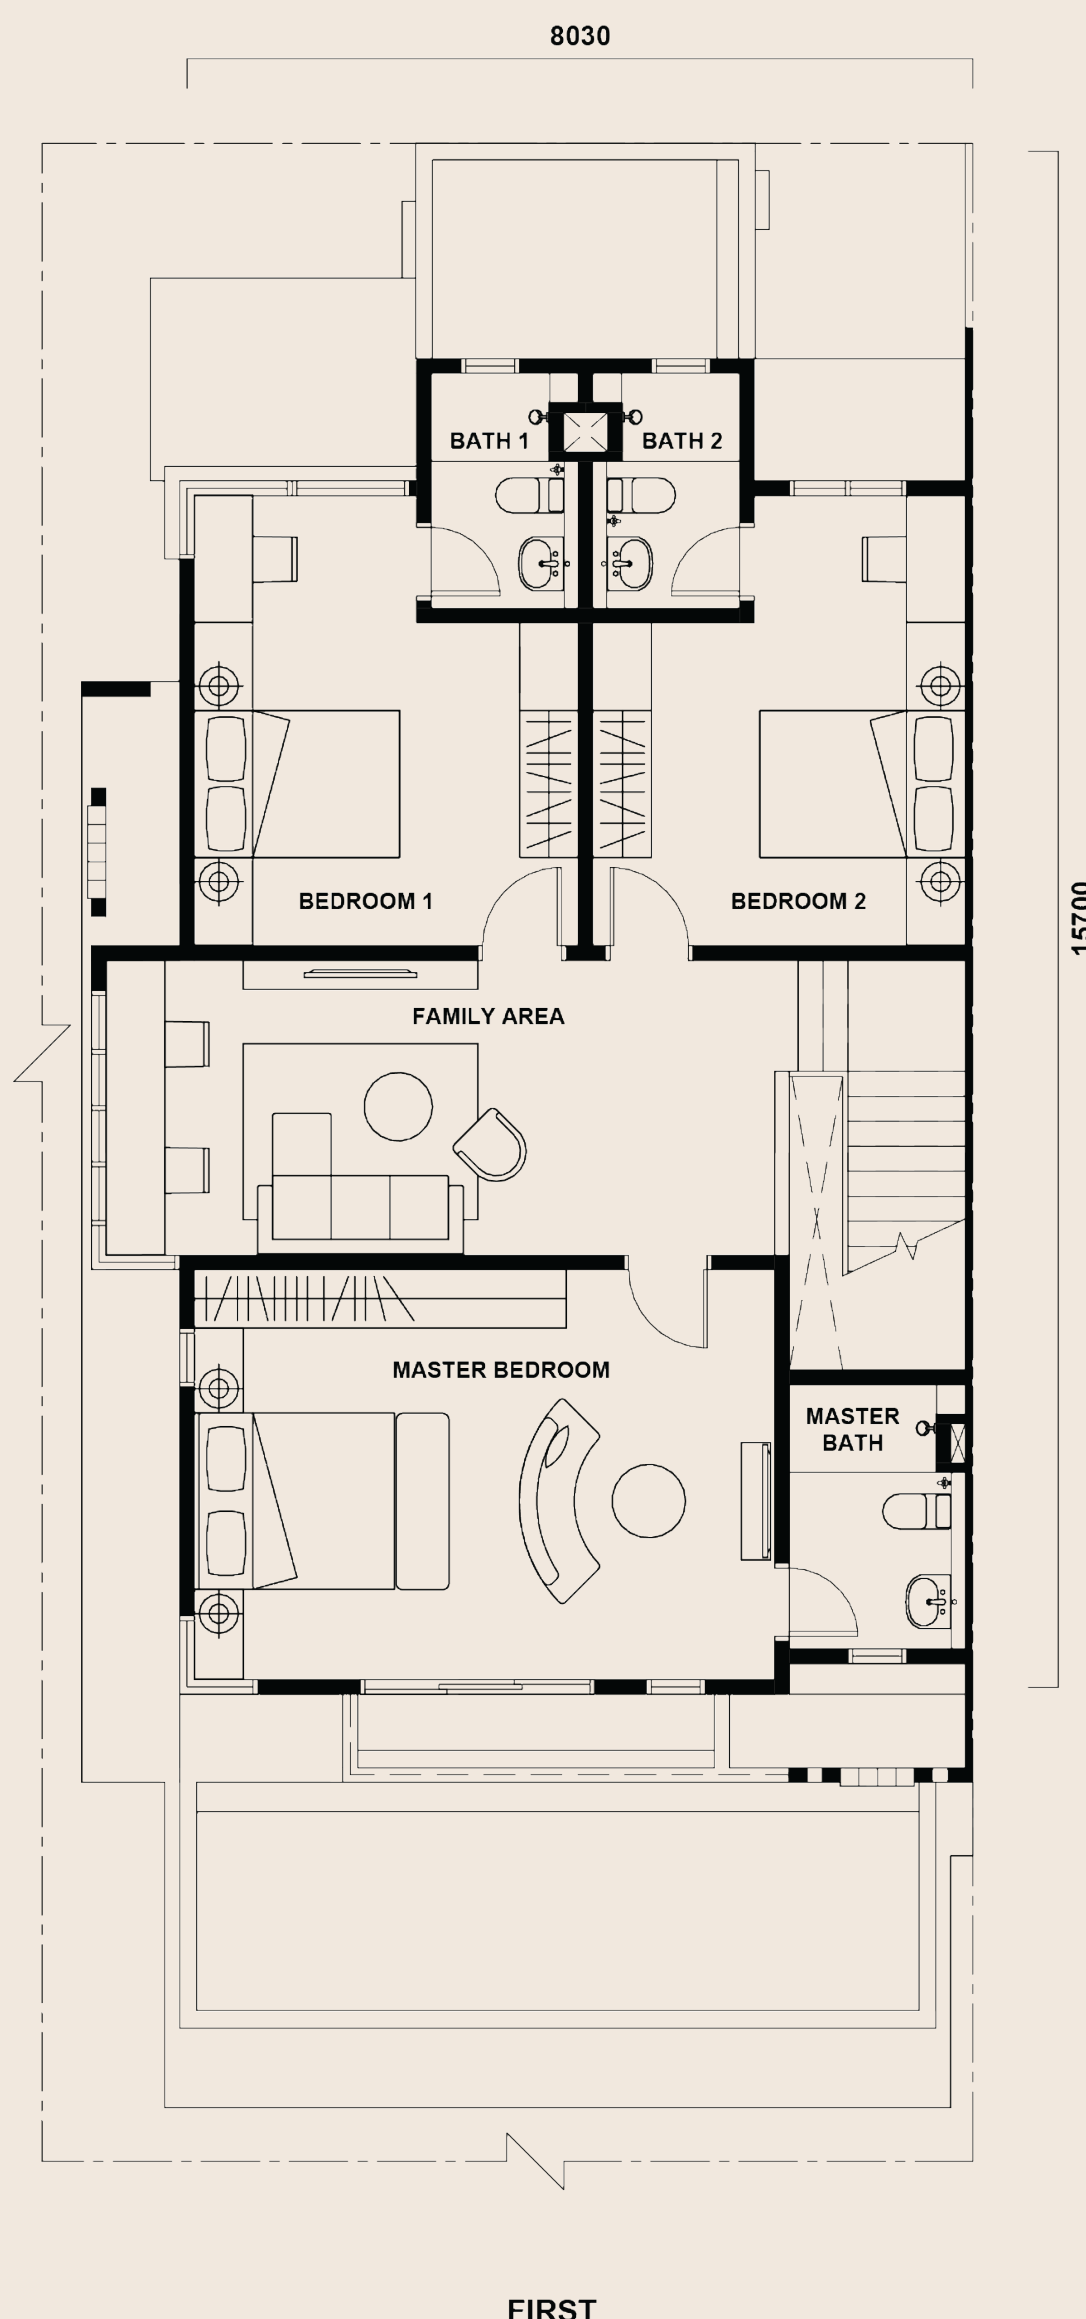 8030
BATH 1
BATH 2
BEDROOM 1
BEDROOM 2
15700
FAMILY AREA
MASTER BEDROOM
MASTER
BATH
FIRST